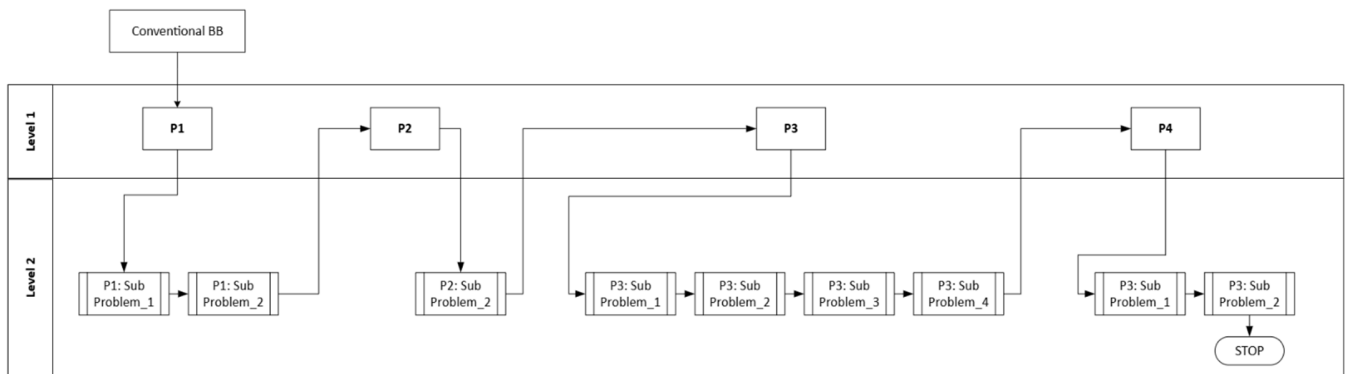 Conventional BB
Level 1
P1
P2
P3
P4
Level 2
P1: Sub
Problem_1
P1: Sub
Problem_2
P2: Sub
Problem_2
P3: Sub
Problem_1
P3: Sub
Problem_2
P3: Sub
Problem_3
P3: Sub
Problem_4
P3: Sub
Problem_1
P3: Sub
Problem_2
STOP